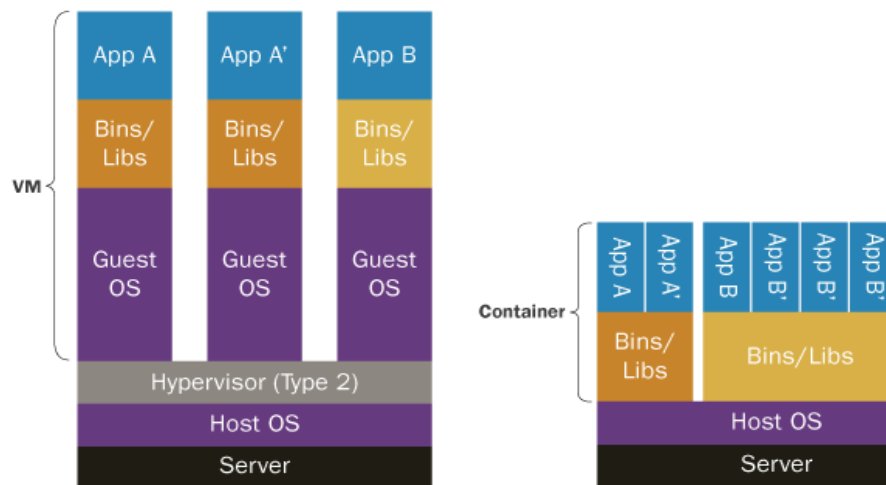 App A
App A'
App B
Bins/
Libs
Bins/
Libs
Bins/
Libs
VM
Guest
OS
Guest
OS
Guest
OS
Hypervisor (Type 2)
Host OS
Server
App A
App A'
App B
App B'
App B'
App B'
Container
Bins/
Libs
Bins/Libs
Host OS
Server